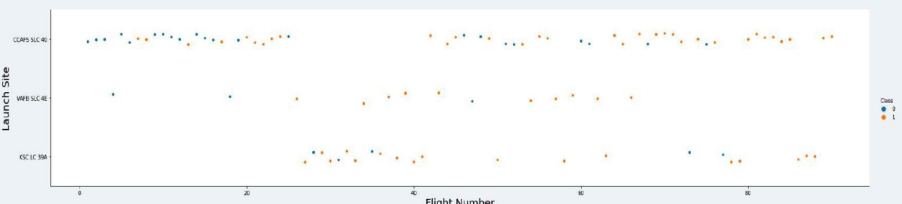 CCAFS SLC 40
VAFB SLC 4E
KSC LC 39A
Launch Site
0 20 40 60 80
Flight Number
Class
0
1